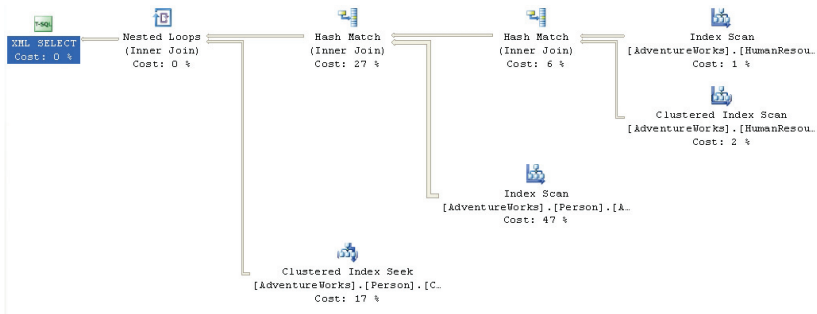 T-SQL
XML SELECT
Cost: 0 %
Nested Loops
(Inner Join)
Cost: 0 %
Hash Match
(Inner Join)
Cost: 27 %
Hash Match
(Inner Join)
Cost: 6 %
Index Scan
[AdventureWorks].[HumanResou…
Cost: 1 %
Clustered Index Scan
[AdventureWorks].[HumanResou…
Cost: 2 %
Index Scan
[AdventureWorks].[Person].[A…
Cost: 47 %
Clustered Index Seek
[AdventureWorks].[Person].[C…
Cost: 17 %